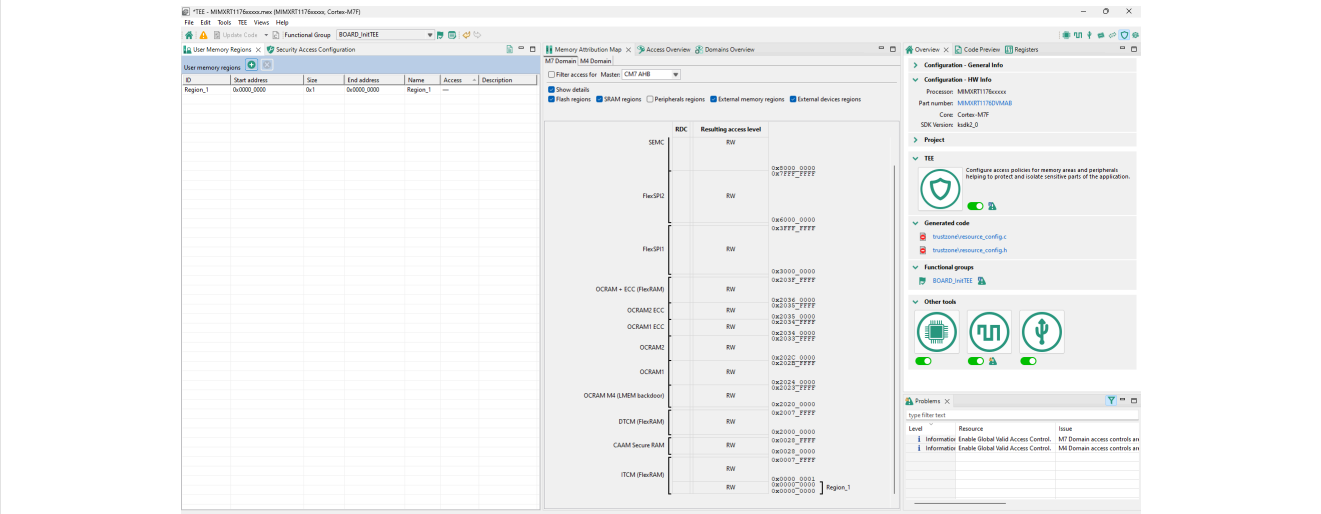 *TEE - MIMXRT1176xxxxx.mex [MIMXRT1176xxxxx; Cortex-M7F]
File Edit Tools TEE Views Help
Update Code Functional Group BOARD_InitTEE
User Memory Regions Security Access Configuration
User memory regions
ID Start address Size End address Name Access Description
Region_1 0x0000_0000 0x1 0x0000_0000 Region_1 —
Memory Attribution Map Access Overview Domains Overview
M7 Domain M4 Domain
Filter access for Master: CM7 AHB
Show details
Flash regions SRAM regions Peripherals regions External memory regions External devices regions
RDC Resulting access level
SEMC RW
0x8000_0000
0x7FFF_FFFF
FlexSPI2 RW
0x6000_0000
0x3FFF_FFFF
FlexSPI1 RW
0x3000_0000
0x203F_FFFF
OCRAM + ECC (FlexRAM) RW
0x2036_0000
0x2035_FFFF
OCRAM2 ECC RW
0x2035_0000
0x2034_FFFF
OCRAM1 ECC RW
0x2034_0000
0x2033_FFFF
OCRAM2 RW
0x202C_0000
0x202B_FFFF
OCRAM1 RW
0x2024_0000
0x2023_FFFF
OCRAM M4 (LMEM backdoor) RW
0x2020_0000
0x2007_FFFF
DTCM (FlexRAM) RW
0x2000_0000
0x0028_FFFF
CAAM Secure RAM RW
0x0028_0000
0x0007_FFFF
RW
ITCM (FlexRAM)
0x0000_0001
0x0000_0000
RW Region_1
0x0000_0000
Overview Code Preview Registers
Configuration - General Info
Configuration - HW Info
Processor: MIMXRT1176xxxxx
Part number: MIMXRT1176DVMAB
Core: Cortex-M7F
SDK Version: ksdk2_0
Project
TEE
Configure access policies for memory areas and peripherals
helping to protect and isolate sensitive parts of the application.
Generated code
trustzone\resource_config.c
trustzone\resource_config.h
Functional groups
BOARD_InitTEE
Other tools
Problems
type filter text
Level Resource Issue
Informatio Enable Global Valid Access Control. M7 Domain access controls are
Informatio Enable Global Valid Access Control. M4 Domain access controls are